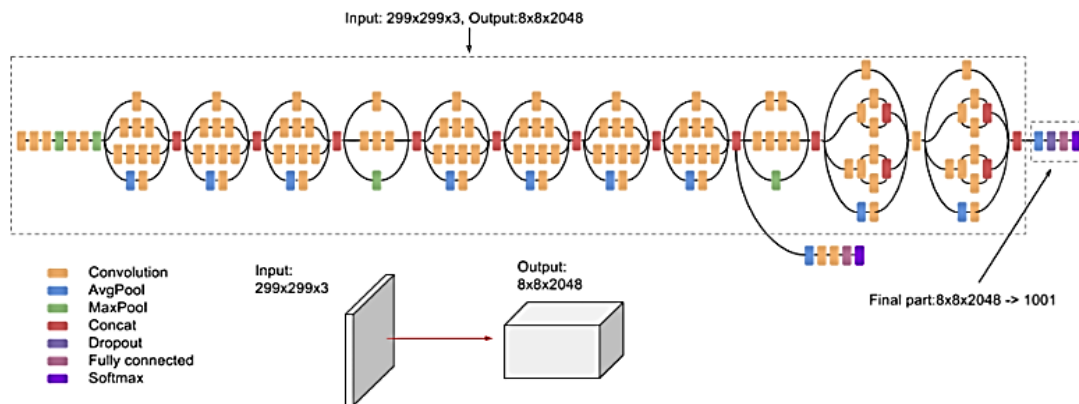 Input: 299x299x3, Output:8x8x2048
Convolution
AvgPool
MaxPool
Concat
Dropout
Fully connected
Softmax
Input:
299x299x3
Output:
8x8x2048
Final part:8x8x2048 -> 1001